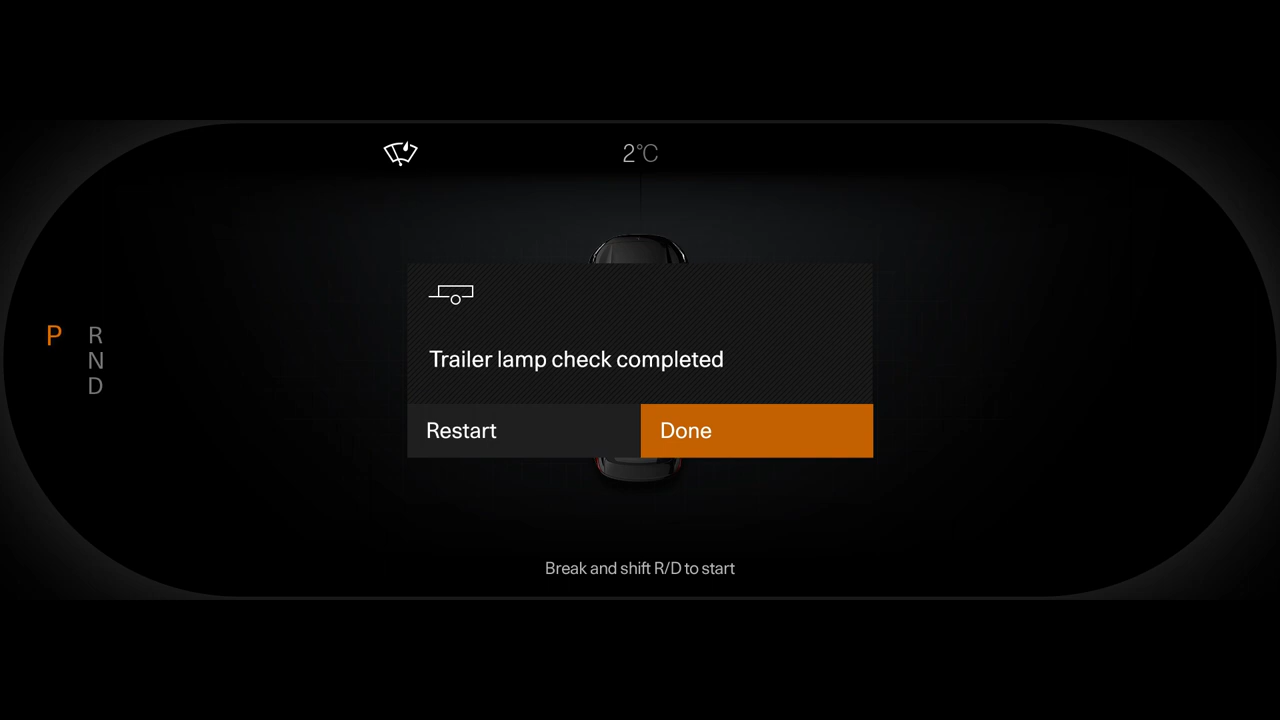 2°C
P R
N
D
Trailer lamp check completed
Restart Done
Break and shift R/D to start